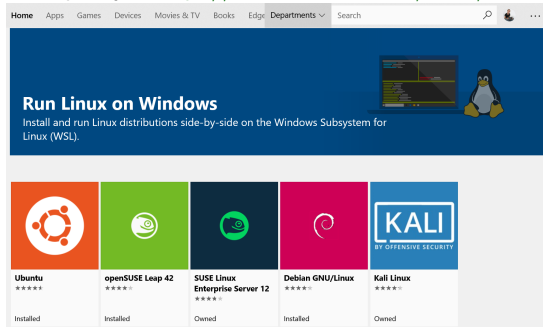 Home Apps Games Devices Movies & TV Books Edge Departments Search
Run Linux on Windows
Install and run Linux distributions side-by-side on the Windows Subsystem for
Linux (WSL).
KALI
BY OFFENSIVE SECURITY
Ubuntu openSUSE Leap 42 SUSE Linux Debian GNU/Linux Kali Linux
Enterprise Server 12
Installed Installed Owned Installed Owned